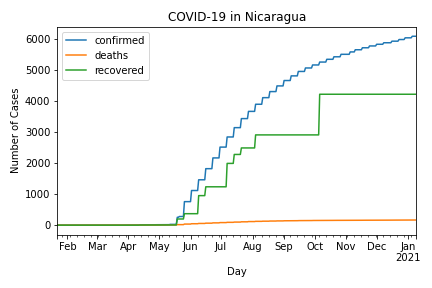 COVID-19 in Nicaragua
confirmed
deaths
recovered
Number of Cases
6000
5000
4000
3000
2000
1000
0
Feb Mar Apr May Jun Jul Aug Sep Oct Nov Dec Jan
2021
Day